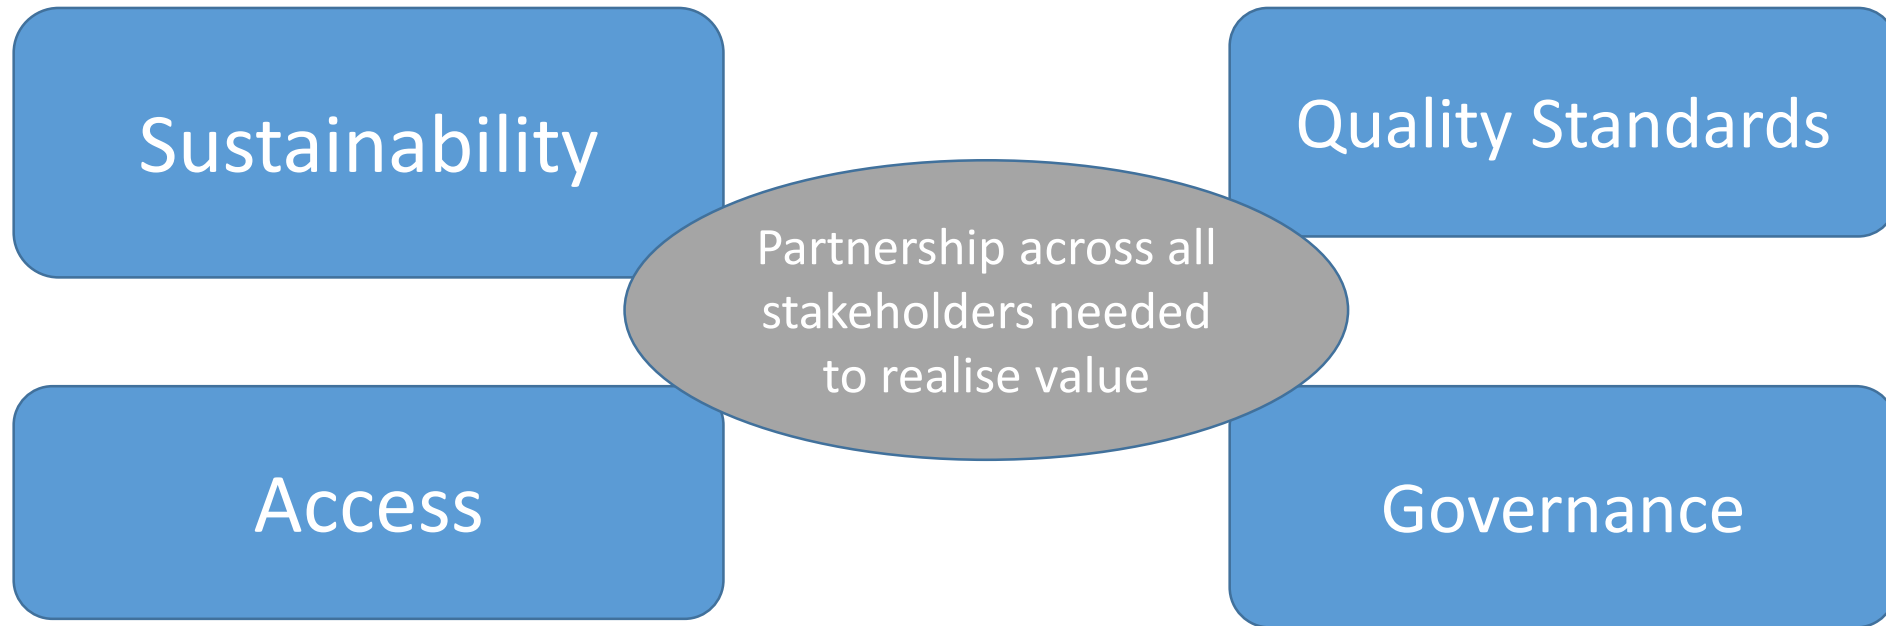 Sustainability
Quality Standards
Partnership across all
stakeholders needed
to realise value
Access
Governance